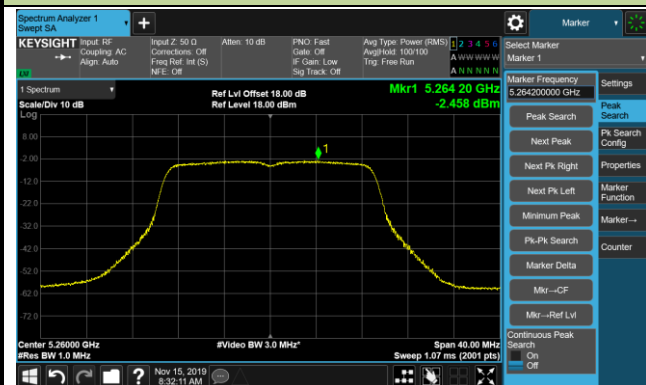 Spectrum Analyzer 1
Swept SA
Marker
KEYSIGHT
Input: RF
Coupling: AC
Align: Auto
Input Z: 50 Ω
Corrections: Off
Freq Ref: Int (S)
NFE: Off
Atten: 10 dB
PNO: Fast
Gate: Off
IF Gain: Low
Sig Track: Off
Avg Type: Power (RMS)
Avg|Hold: 100/100
Trig: Free Run
1 2 3 4 5 6
A W W W W W
A N N N N N
Select Marker
Marker 1
1 Spectrum
Scale/Div 10 dB
Log
Ref Lvl Offset 18.00 dB
Ref Level 18.00 dBm
Mkr1 5.264 20 GHz
-2.458 dBm
8.00
-2.00
-12.0
-22.0
-32.0
-42.0
-52.0
-62.0
-72.0
1
Center 5.26000 GHz
#Res BW 1.0 MHz
#Video BW 3.0 MHz*
Span 40.00 MHz
Sweep 1.07 ms (2001 pts)
Marker Frequency
5.264200000 GHz
Peak Search
Next Peak
Next Pk Right
Next Pk Left
Minimum Peak
Pk-Pk Search
Marker Delta
Mkr→CF
Mkr→Ref Lvl
Continuous Peak
Search
On
Off
Settings
Peak
Search
Pk Search
Config
Properties
Marker
Function
Marker→
Counter
Nov 15, 2019
8:32:11 AM